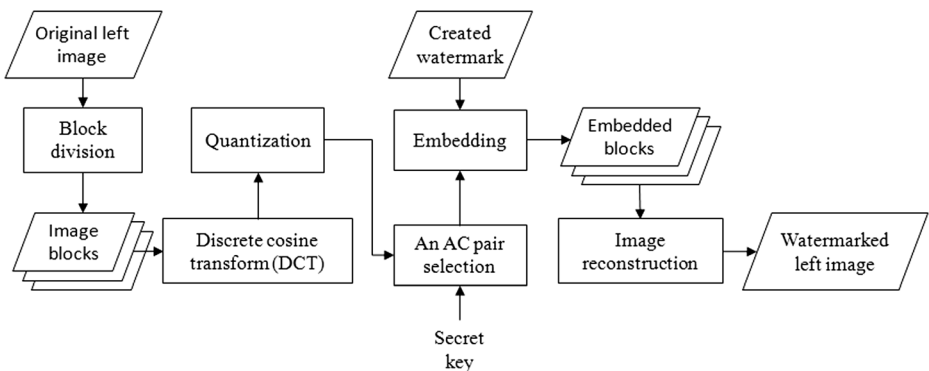 Original left
image
Block
division
Image
blocks
Discrete cosine
transform (DCT)
Quantization
Created
watermark
Embedding
An AC pair
selection
Secret
key
Embedded
blocks
Image
reconstruction
Watermarked
left image